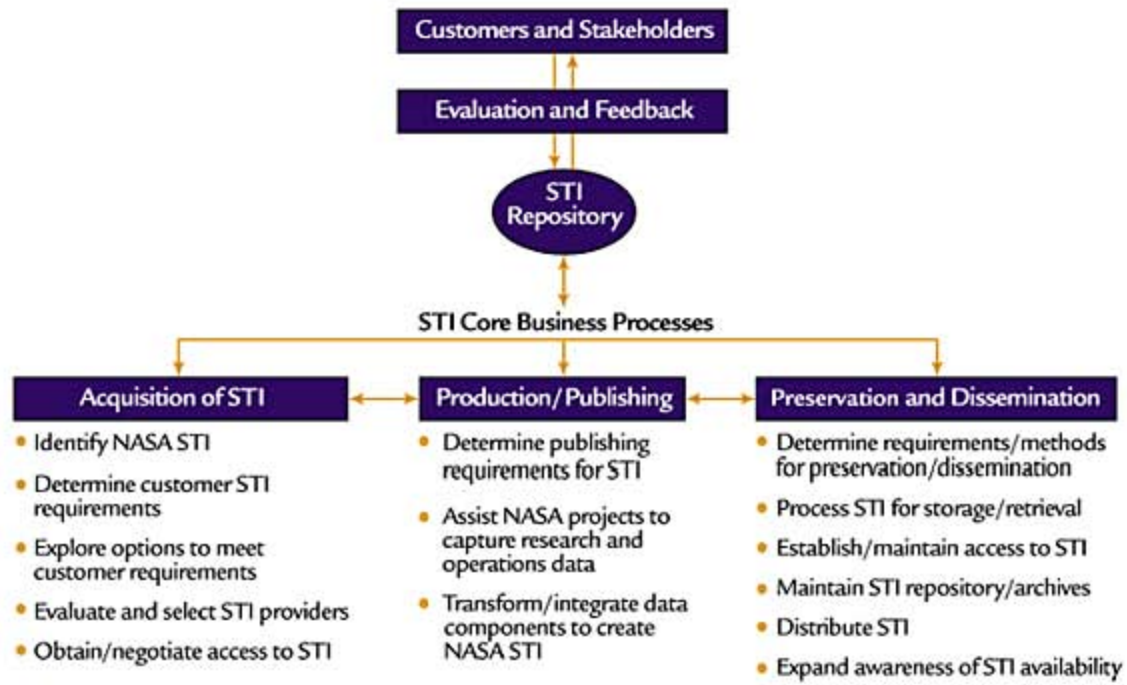 Customers and Stakeholders
Evaluation and Feedback
STI
Repository
STI Core Business Processes
Acquisition of STI
• Identify NASA STI
• Determine customer STI
requirements
• Explore options to meet
customer requirements
• Evaluate and select STI providers
• Obtain/negotiate access to STI
Production/Publishing
• Determine publishing
requirements for STI
• Assist NASA projects to
capture research and
operations data
• Transform/integrate data
components to create
NASA STI
Preservation and Dissemination
• Determine requirements/methods
for preservation/dissemination
• Process STI for storage/retrieval
• Establish/maintain access to STI
• Maintain STI repository/archives
• Distribute STI
• Expand awareness of STI availability